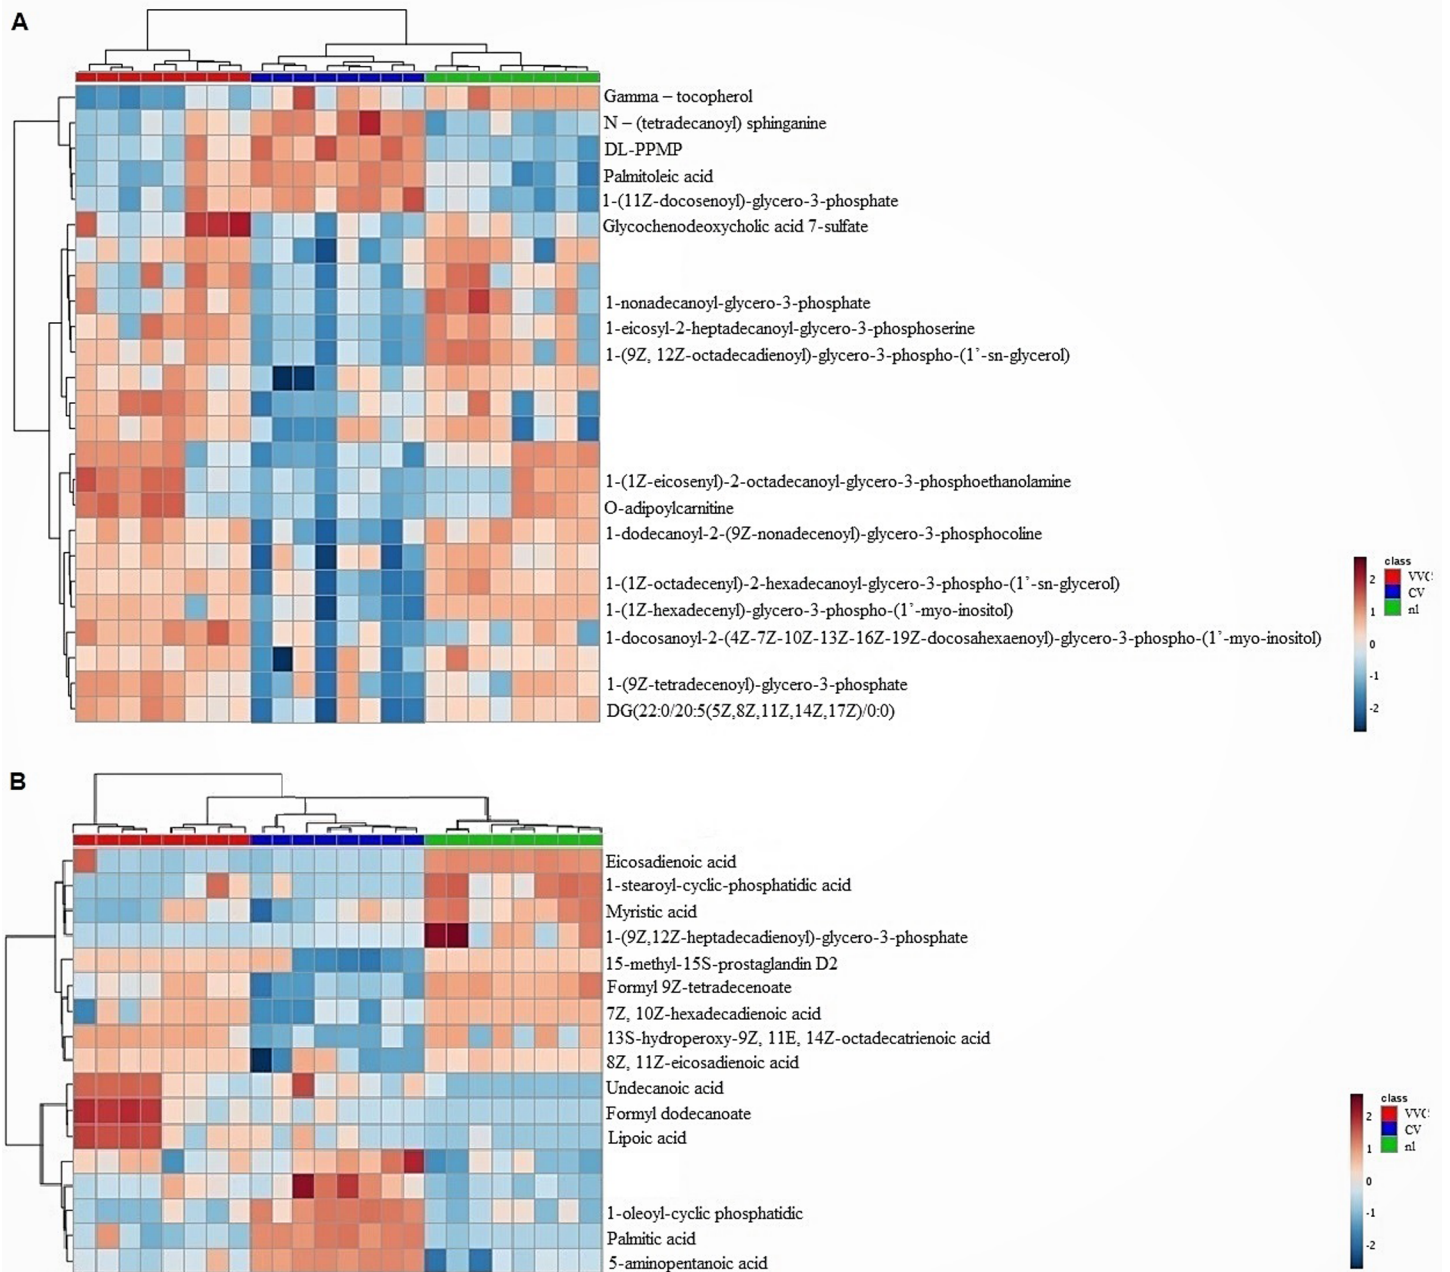 A
Gamma – tocopherol
N – (tetradecanoyl) sphinganine
DL-PPMP
Palmitoleic acid
1-(11Z-docosenoyl)-glycero-3-phosphate
Glycochenodeoxycholic acid 7-sulfate
1-nonadecanoyl-glycero-3-phosphate
1-eicosyl-2-heptadecanoyl-glycero-3-phosphoserine
1-(9Z, 12Z-octadecadienoyl)-glycero-3-phospho-(1’-sn-glycerol)
1-(1Z-eicosenyl)-2-octadecanoyl-glycero-3-phosphoethanolamine
O-adipoylcarnitine
1-dodecanoyl-2-(9Z-nonadecenoyl)-glycero-3-phosphocoline
1-(1Z-octadecenyl)-2-hexadecanoyl-glycero-3-phospho-(1’-sn-glycerol)
1-(1Z-hexadecenyl)-glycero-3-phospho-(1’-myo-inositol)
1-docosanoyl-2-(4Z-7Z-10Z-13Z-16Z-19Z-docosahexaenoyl)-glycero-3-phospho-(1’-myo-inositol)
1-(9Z-tetradecenoyl)-glycero-3-phosphate
DG(22:0/20:5(5Z,8Z,11Z,14Z,17Z)/0:0)
class
CV
nl
2
1
0
-1
-2
B
Eicosadienoic acid
1-stearoyl-cyclic-phosphatidic acid
Myristic acid
1-(9Z,12Z-heptadecadienoyl)-glycero-3-phosphate
15-methyl-15S-prostaglandin D2
Formyl 9Z-tetradecenoate
7Z, 10Z-hexadecadienoic acid
13S-hydroperoxy-9Z, 11E, 14Z-octadecatrienoic acid
8Z, 11Z-eicosadienoic acid
Undecanoic acid
Formyl dodecanoate
Lipoic acid
1-oleoyl-cyclic phosphatidic
Palmitic acid
5-aminopentanoic acid
class
CV
nl
2
1
0
-1
-2